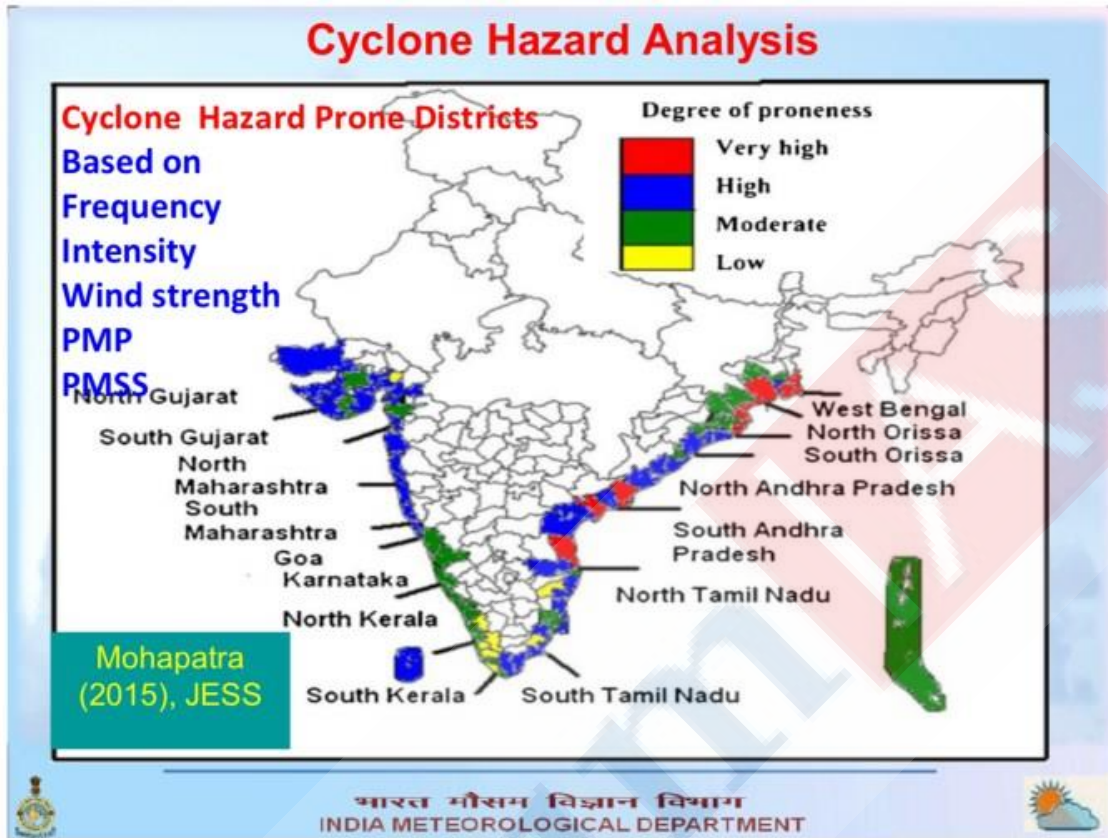 Cyclone Hazard Analysis
Cyclone Hazard Prone Districts
Based on
Frequency
Intensity
Wind strength
PMP
PMSS
Degree of proneness
Very high
High
Moderate
Low
North Gujarat
South Gujarat
North
Maharashtra
South
Maharashtra
Goa
Karnataka
North Kerala
South Kerala
West Bengal
North Orissa
South Orissa
North Andhra Pradesh
South Andhra
Pradesh
North Tamil Nadu
South Tamil Nadu
Mohapatra
(2015), JESS
भारत मौसम विज्ञान विभाग
INDIA METEOROLOGICAL DEPARTMENT